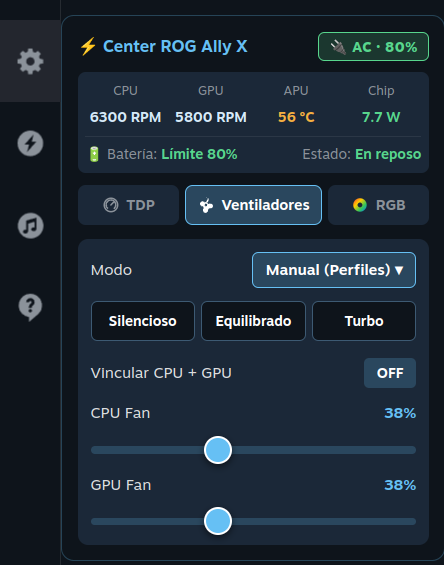 ⚡ Center ROG Ally X
🔌 AC · 80%
CPU GPU APU Chip
6300 RPM 5800 RPM 56 °C 7.7 W
🔋 Batería: Límite 80% Estado: En reposo
TDP Ventiladores RGB
Modo Manual (Perfiles) ▾
Silencioso Equilibrado Turbo
Vincular CPU + GPU OFF
CPU Fan 38%
GPU Fan 38%